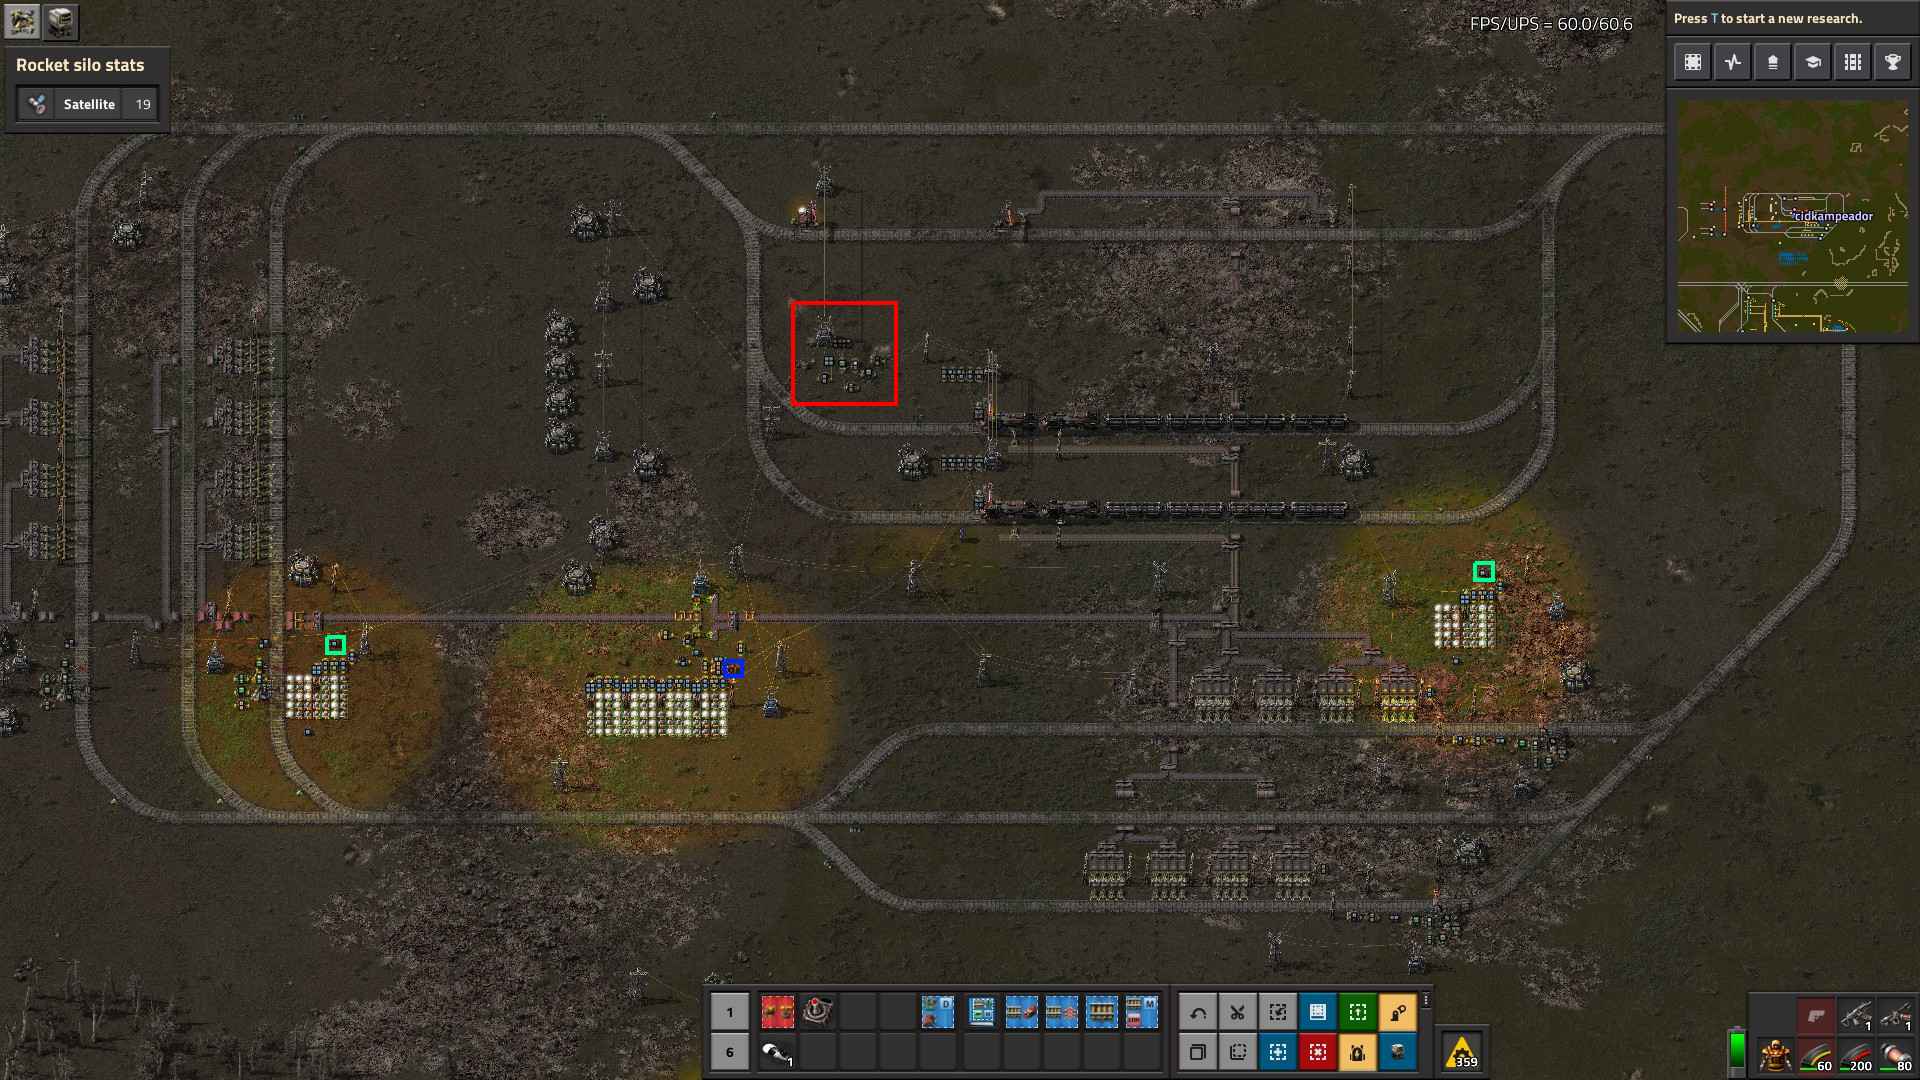 FPS/UPS = 60.0/60.6
Press T to start a new research.
Rocket silo stats
Satellite 19
cidkampeador
1
D
M
6
1
359
1
1
60
200
80